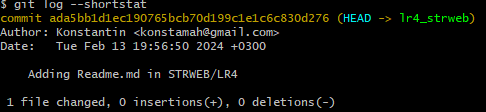 $ git log --shortstat
commit ada5bb1d1ec190765bcb70d199c1e1c6c830d276 (HEAD -> lr4_strweb)
Author: Konstantin <konstamah@gmail.com>
Date:   Tue Feb 13 19:56:50 2024 +0300
Adding Readme.md in STRWEB/LR4
1 file changed, 0 insertions(+), 0 deletions(-)